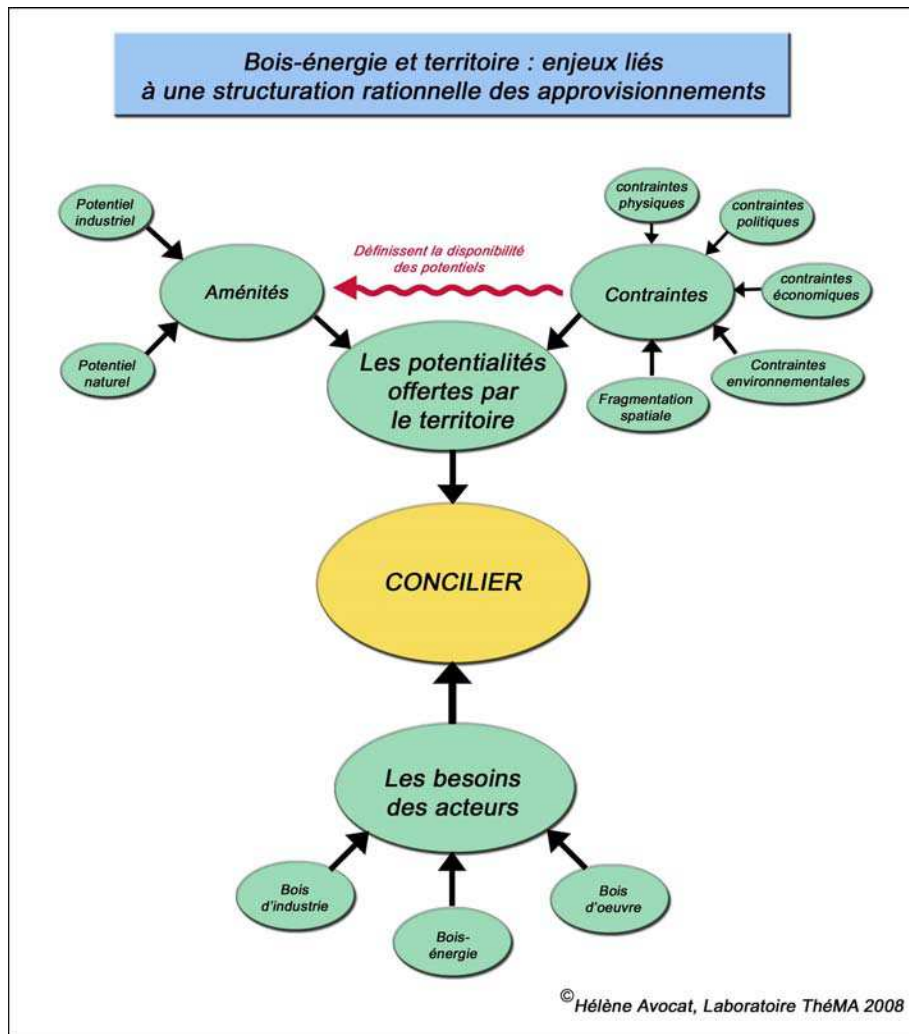 Bois-énergie et territoire : enjeux liés
à une structuration rationnelle des approvisionnements
Potentiel
industriel
Potentiel
naturel
Aménités
Définissent la disponibilité
des potentiels
contraintes
physiques
contraintes
politiques
contraintes
économiques
Contraintes
environnementales
Fragmentation
spatiale
Contraintes
Les potentialités
offertes par
le territoire
CONCILIER
Les besoins
des acteurs
Bois
d'industrie
Bois-
énergie
Bois
d'oeuvre
© Hélène Avocat, Laboratoire ThéMA 2008